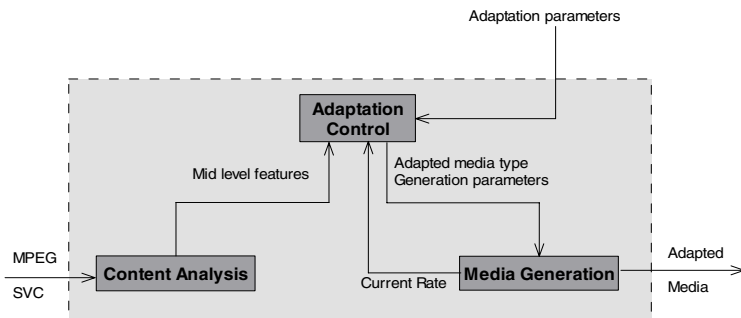 Adaptation parameters
Adaptation
Control
Mid level features
Adapted media type
Generation parameters
MPEG
SVC
Content Analysis
Current Rate
Media Generation
Adapted
Media